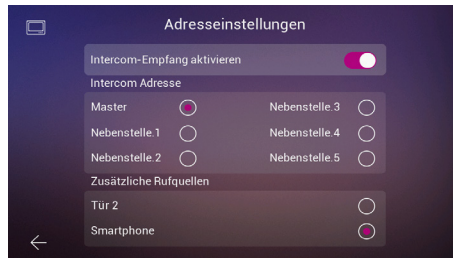 Adresseinstellungen
Intercom-Empfang aktivieren
Intercom Adresse
Master Nebenstelle.3
Nebenstelle.1 Nebenstelle.4
Nebenstelle.2 Nebenstelle.5
Zusätzliche Rufquellen
Tür 2
Smartphone